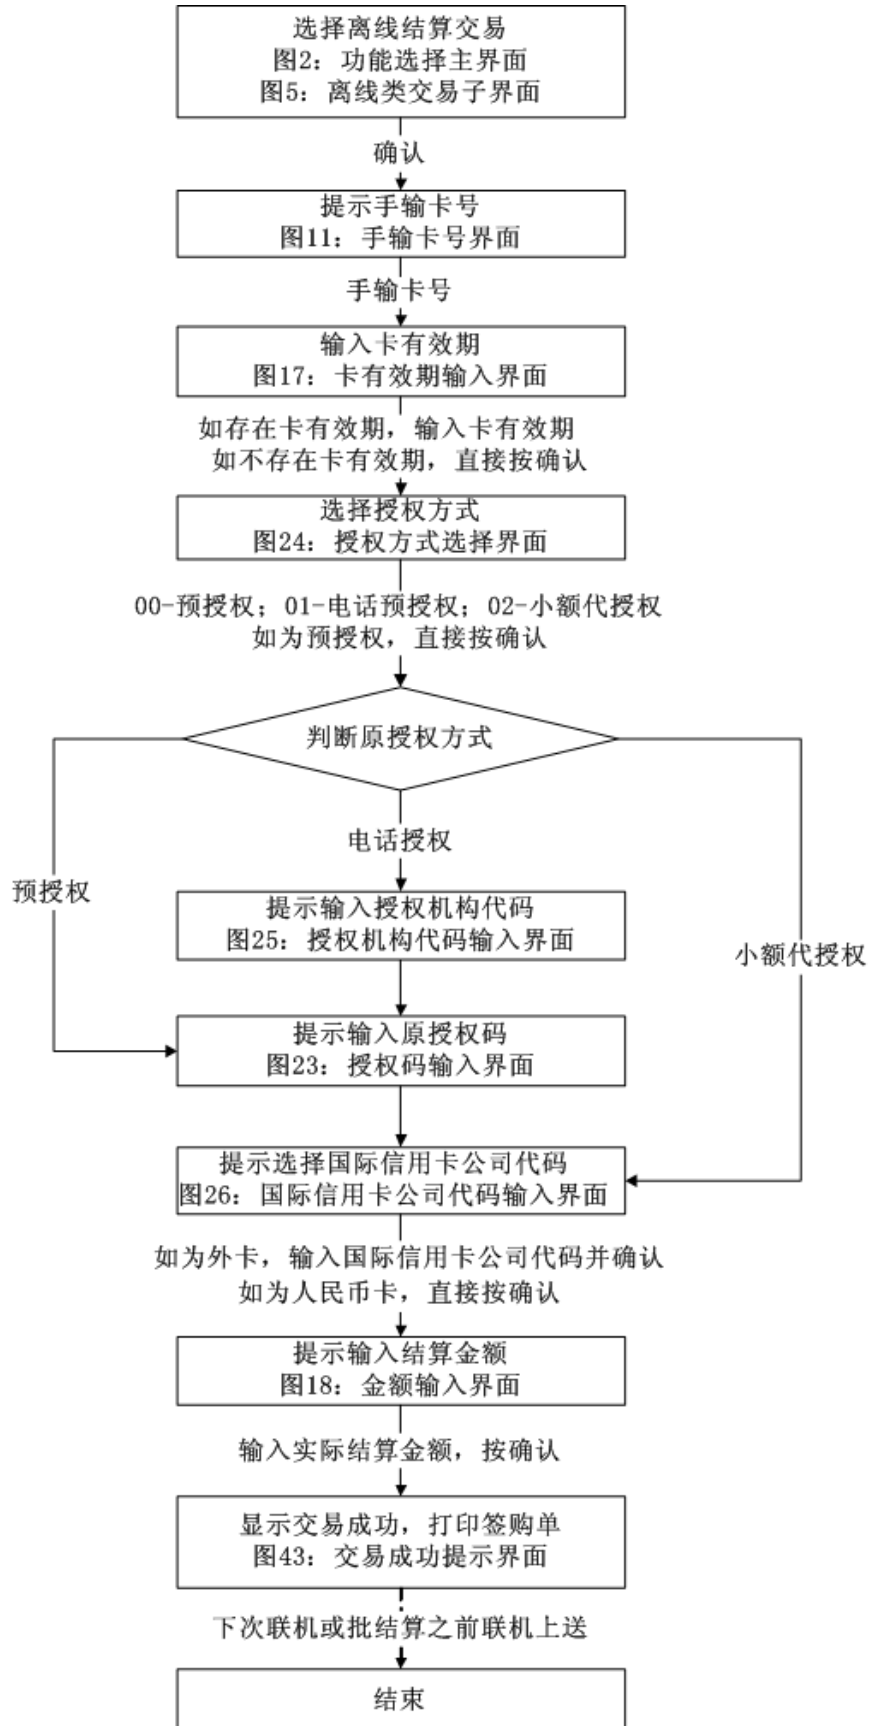 选择离线结算交易
图2：功能选择主界面
图5：离线类交易子界面
确认
提示手输卡号
图11：手输卡号界面
手输卡号
输入卡有效期
图17：卡有效期输入界面
如存在卡有效期，输入卡有效期
如不存在卡有效期，直接按确认
选择授权方式
图24：授权方式选择界面
00-预授权；01-电话预授权；02-小额代授权
如为预授权，直接按确认
判断原授权方式
电话授权
预授权
提示输入授权机构代码
图25：授权机构代码输入界面
小额代授权
提示输入原授权码
图23：授权码输入界面
提示选择国际信用卡公司代码
图26：国际信用卡公司代码输入界面
如为外卡，输入国际信用卡公司代码并确认
如为人民币卡，直接按确认
提示输入结算金额
图18：金额输入界面
输入实际结算金额，按确认
显示交易成功，打印签购单
图43：交易成功提示界面
下次联机或批结算之前联机上送
结束